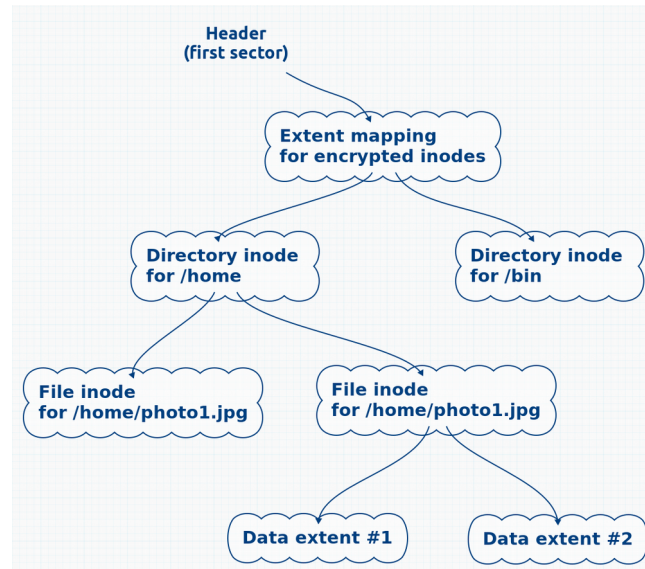 Header
(first sector)
Extent mapping
for encrypted inodes
Directory inode
for /home
Directory inode
for /bin
File inode
for /home/photo1.jpg
File inode
for /home/photo1.jpg
Data extent #1
Data extent #2